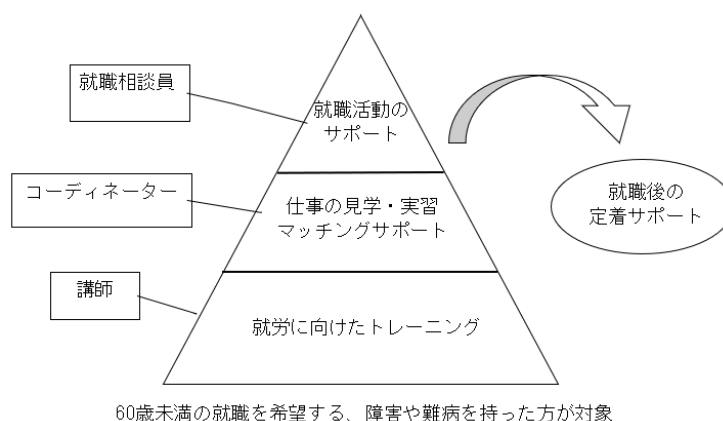 就職相談員
就職活動の
サポート
コーディネーター
仕事の見学・実習
マッチングサポート
就職後の
定着サポート
講師
就労に向けたトレーニング
60歳未満の就職を希望する、障害や難病を持った方が対象